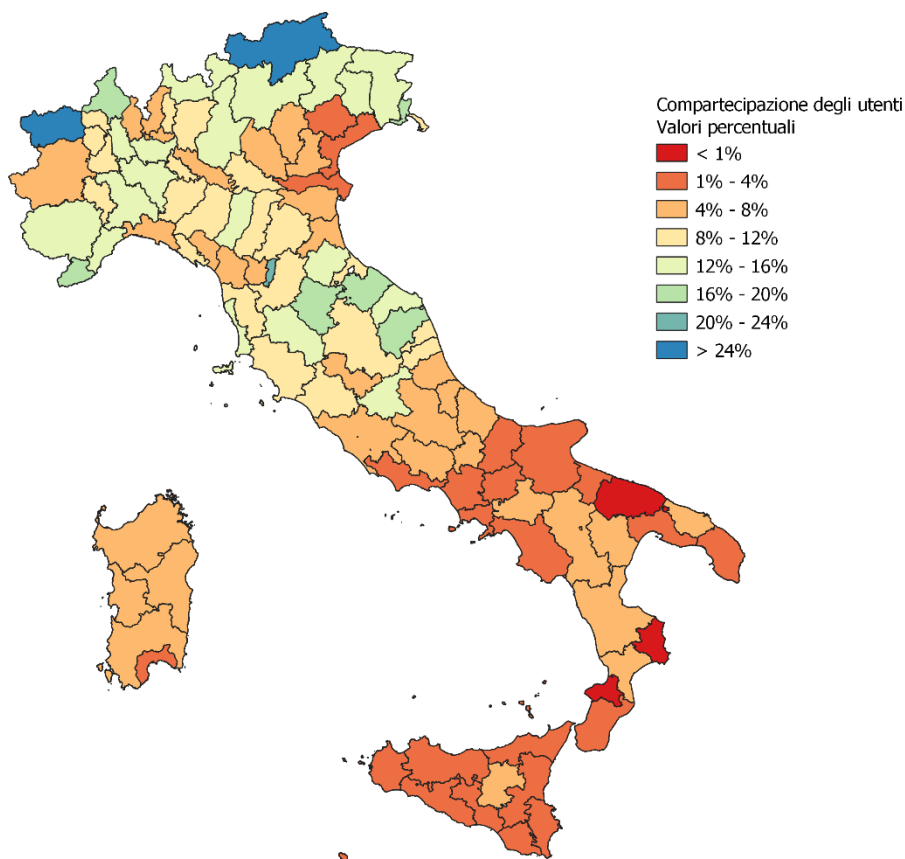 Compartecipazione degli utenti
Valori percentuali
< 1%
1% - 4%
4% - 8%
8% - 12%
12% - 16%
16% - 20%
20% - 24%
> 24%